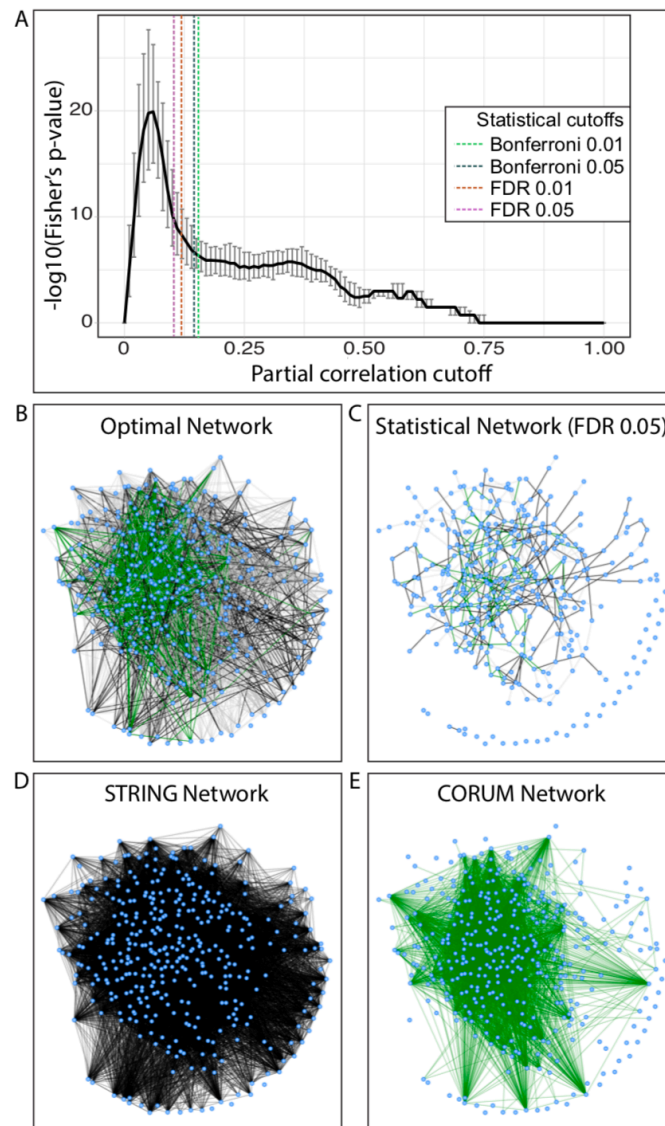 A
-log10(Fisher's p-value)
20
10
0
Statistical cutoffs
Bonferroni 0.01
Bonferroni 0.05
FDR 0.01
FDR 0.05
0 0.25 0.50 0.75 1.00
Partial correlation cutoff
B Optimal Network
C Statistical Network (FDR 0.05)
D STRING Network
E CORUM Network